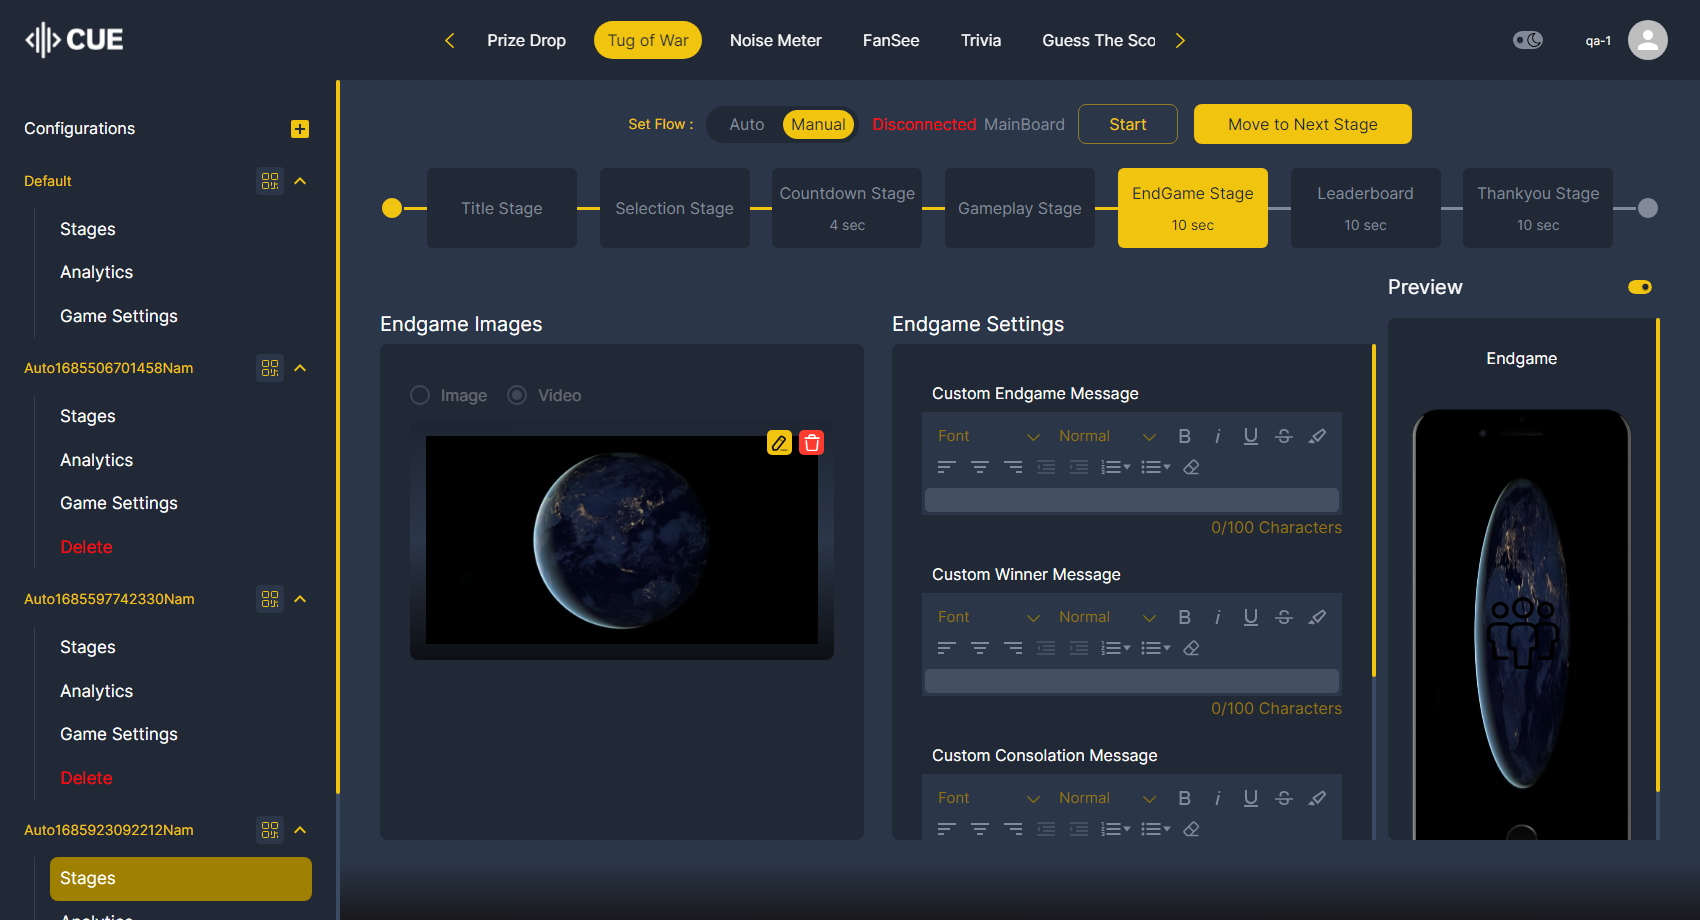 CUE
Prize Drop
Tug of War
Noise Meter
FanSee
Trivia
Guess The Sco
qa-1
Configurations
Default
Stages
Analytics
Game Settings
Auto1685506701458Nam
Stages
Analytics
Game Settings
Delete
Auto1685597742330Nam
Stages
Analytics
Game Settings
Delete
Auto1685923092212Nam
Stages
Analytics
Set Flow :
Auto
Manual
Disconnected MainBoard
Start
Move to Next Stage
Title Stage
Selection Stage
Countdown Stage
4 sec
Gameplay Stage
EndGame Stage
10 sec
Leaderboard
10 sec
Thankyou Stage
10 sec
Endgame Images
Image
Video
Endgame Settings
Custom Endgame Message
Font
Normal
0/100 Characters
Custom Winner Message
Font
Normal
0/100 Characters
Custom Consolation Message
Font
Normal
Preview
Endgame